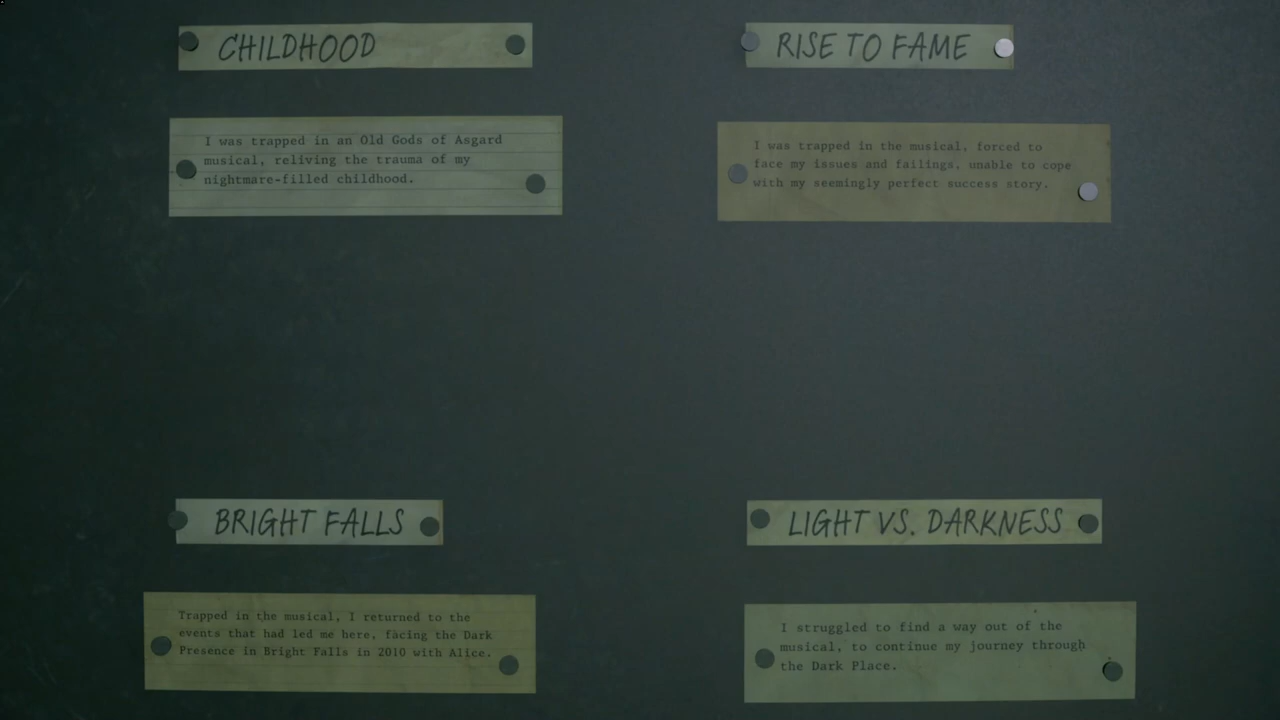 CHILDHOOD
I was trapped in an Old Gods of Asgard
musical, reliving the trauma of my
nightmare-filled childhood.
RISE TO FAME
I was trapped in the musical, forced to
face my issues and failings, unable to cope
with my seemingly perfect success story.
BRIGHT FALLS
Trapped in the musical, I returned to the
events that had led me here, facing the Dark
Presence in Bright Falls in 2010 with Alice.
LIGHT VS. DARKNESS
I struggled to find a way out of the
musical, to continue my journey through
the Dark Place.